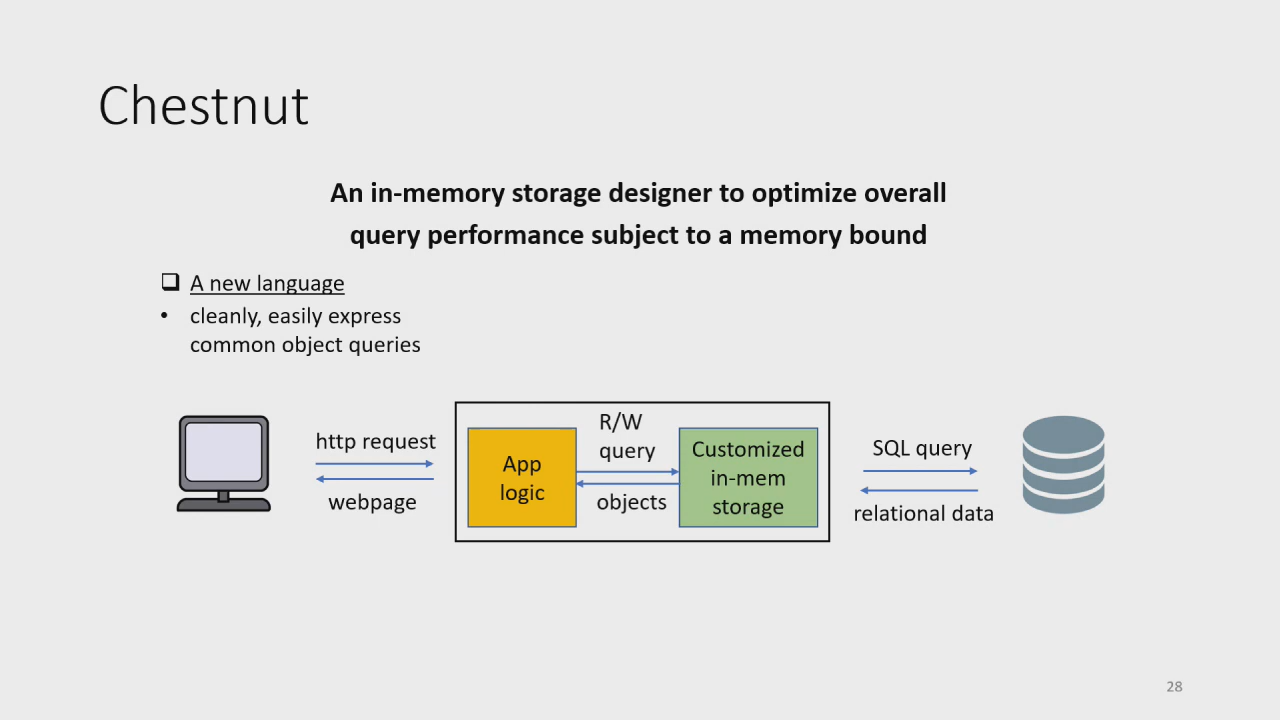 Chestnut
An in-memory storage designer to optimize overall
query performance subject to a memory bound
❑ A new language
• cleanly, easily express
common object queries
http request
webpage
App
logic
R/W
query
objects
Customized
in-mem
storage
SQL query
relational data
28